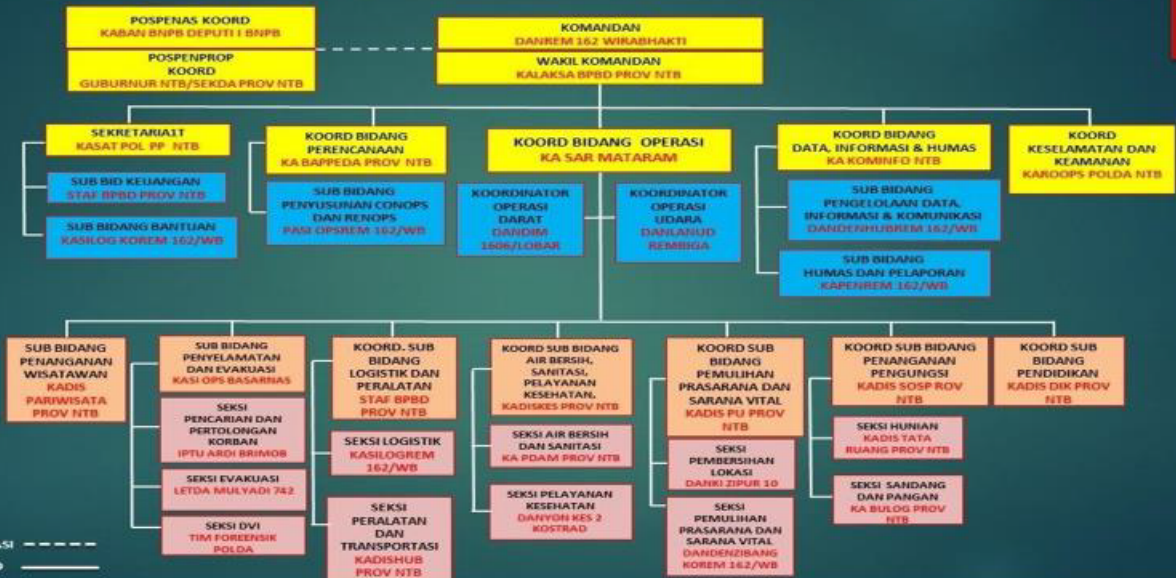 POSPENAS KOORD
KABAN BNPB DEPUTI I BNPB
POSPENPROP
KOORD
GUBURNUR NTB/SEKDA PROV NTB
KOMANDAN
DANREM 162 WIRABHAKTI
WAKIL KOMANDAN
KALAKSA BPBD PROV NTB
SEKRETARIA1T
KASAT POL PP NTB
SUB BID KEUANGAN
STAF BPBD PROV NTB
SUB BIDANG BANTUAN
KASILOG KOREM 162/WB
KOORD BIDANG
PERENCANAAN
KA BAPPEDA PROV NTB
SUB BIDANG
PENYUSUNAN CONOPS
DAN RENOPS
PASI OPSREM 162/WB
KOORD BIDANG OPERASI
KA SAR MATARAM
KOORDINATOR
OPERASI
DARAT
DANDIM
1606/LOBAR
KOORDINATOR
OPERASI
UDARA
DANLANUD
REMBIGA
KOORD BIDANG
DATA, INFORMASI & HUMAS
KA KOMINFO NTB
SUB BIDANG
PENGELOLAAN DATA,
INFORMASI & KOMUNIKASI
DANDENHUBREM 162/WB
SUB BIDANG
HUMAS DAN PELAPORAN
KAPENREM 162/WB
KOORD
KESELAMATAN DAN
KEAMANAN
KAROOPS POLDA NTB
SUB BIDANG
PENANGANAN
WISATAWAN
KADIS
PARIWISATA
PROV NTB
SUB BIDANG
PENYELAMATAN
DAN EVAKUASI
KASI OPS BASARNAS
SEKSI
PENCARIAN DAN
PERTOLONGAN
KORBAN
IPTU ARDI BRIMOB
SEKSI EVAKUASI
LETDA MULYADI 742
SEKSI DVI
TIM FOREENSIK
POLDA
KOORD. SUB
BIDANG
LOGISTIK DAN
PERALATAN
STAF BPBD
PROV NTB
SEKSI LOGISTIK
KASILOGREM
162/WB
SEKSI
PERALATAN
DAN
TRANSPORTASI
KADISHUB
PROV NTB
KOORD SUB BIDANG
AIR BERSIH,
SANITASI,
PELAYANAN
KESEHATAN.
KADISKES PROV NTB
SEKSI AIR BERSIH
DAN SANITASI
KA PDAM PROV NTB
SEKSI PELAYANAN
KESEHATAN
DANYON KES 2
KOSTRAD
KOORD SUB
BIDANG
PEMULIHAN
PRASARANA DAN
SARANA VITAL
KADIS PU PROV
NTB
SEKSI
PEMBERSIHAN
LOKASI
DANKI ZIPUR 10
SEKSI
PEMULIHAN
PRASARANA DAN
SARANA VITAL
DANDENZIBANG
KOREM 162/WB
KOORD SUB BIDANG
PENANGANAN
PENGUNGSI
KADIS SOSP ROV
NTB
SEKSI HUNIAN
KADIS TATA
RUANG PROV NTB
SEKSI SANDANG
DAN PANGAN
KA BULOG PROV
NTB
KOORD SUB
BIDANG
PENDIDIKAN
KADIS DIK PROV
NTB